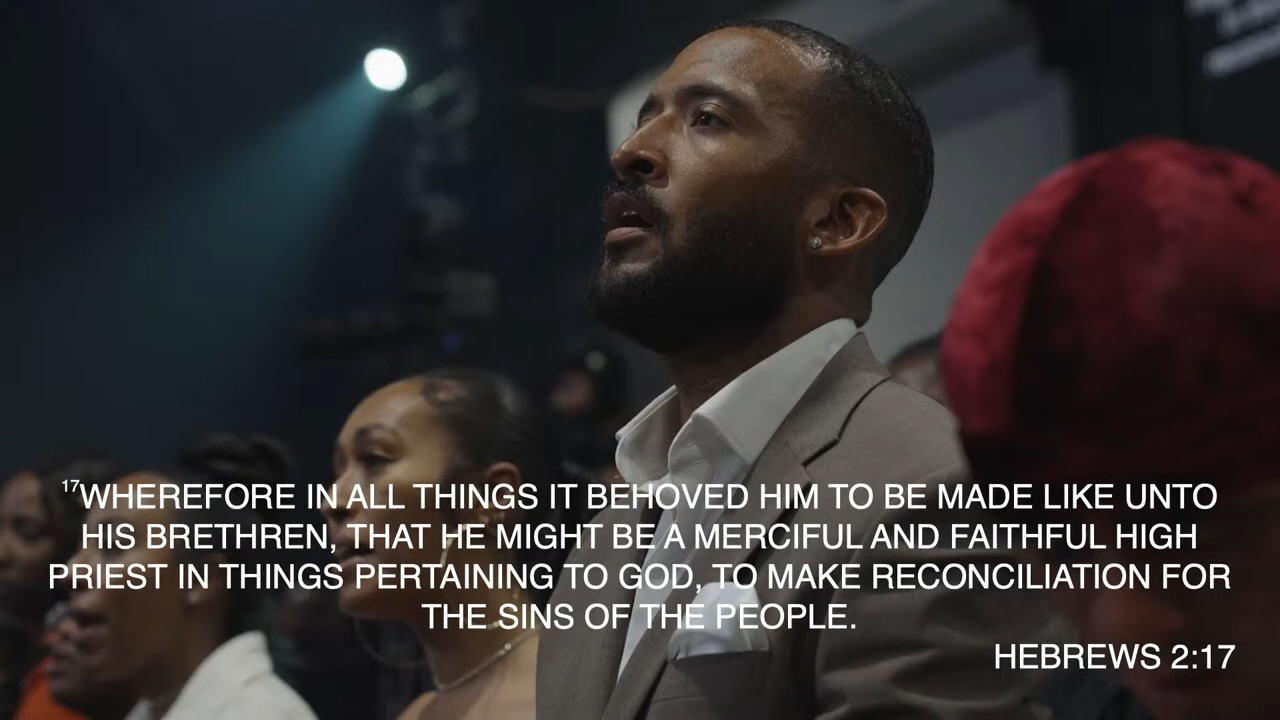 17WHEREFORE IN ALL THINGS IT BEHOVED HIM TO BE MADE LIKE UNTO
HIS BRETHREN, THAT HE MIGHT BE A MERCIFUL AND FAITHFUL HIGH
PRIEST IN THINGS PERTAINING TO GOD, TO MAKE RECONCILIATION FOR
THE SINS OF THE PEOPLE.
HEBREWS 2:17